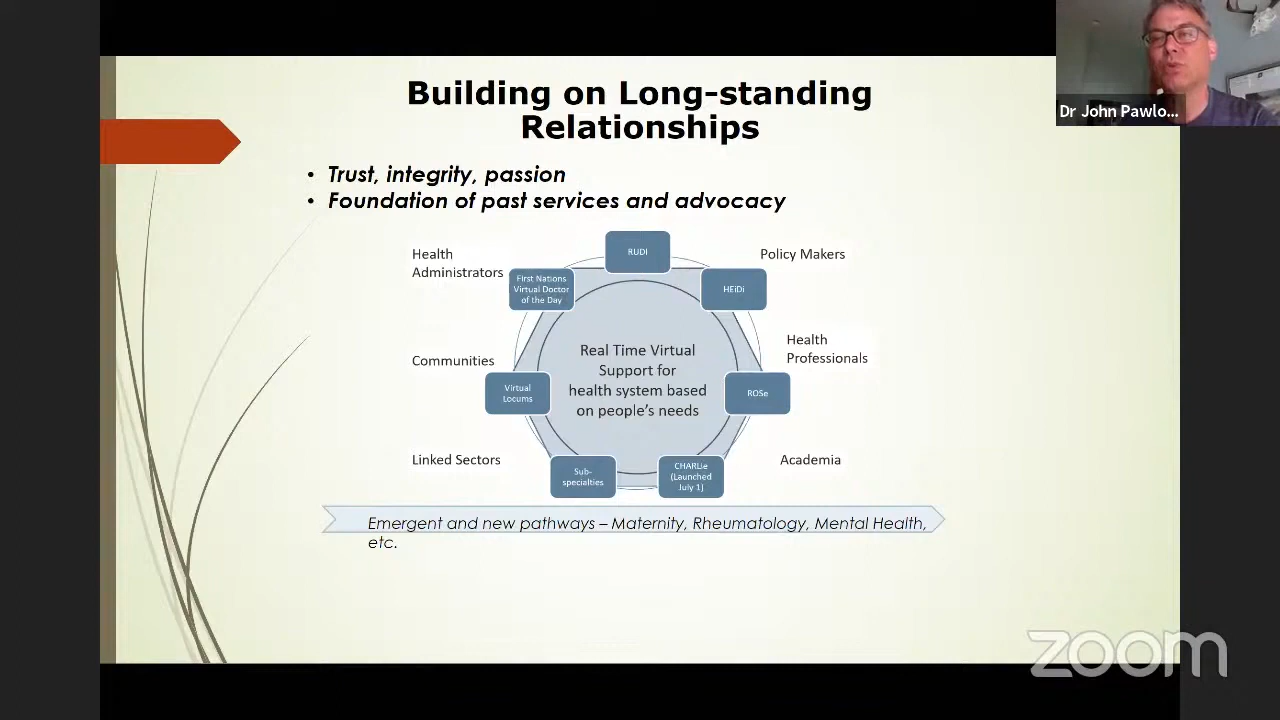 Building on Long-standing
Relationships
Dr John Pawlo...
• Trust, integrity, passion
• Foundation of past services and advocacy
Health
Administrators
RUDI
Policy Makers
First Nations
Virtual Doctor
of the Day
HEiDi
Health
Professionals
Communities
Real Time Virtual
Support for
health system based
on people's needs
Virtual
Locums
ROSe
Linked Sectors
Academia
Sub-
specialties
CHARLie
(Launched
July 1)
Emergent and new pathways – Maternity, Rheumatology, Mental Health,
etc.
zoom